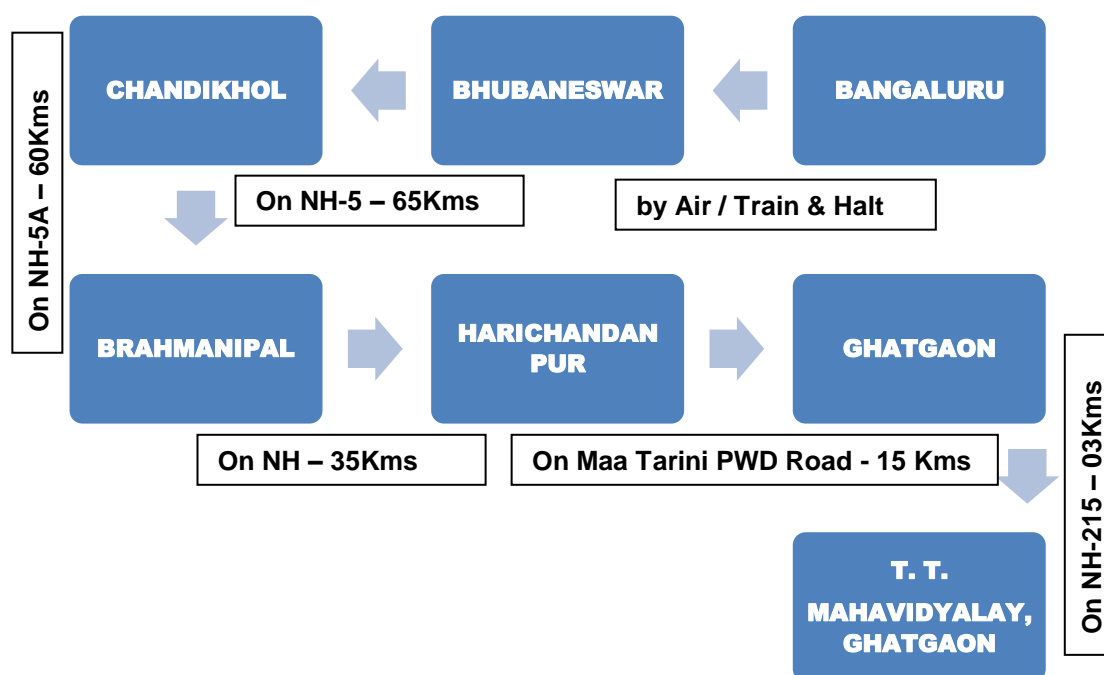 CHANDIKHOL
BHUBANESWAR
BANGALURU
On NH-5A – 60Kms
On NH-5 – 65Kms
by Air / Train & Halt
BRAHMANIPAL
HARICHANDAN
PUR
GHATGAON
On NH – 35Kms
On Maa Tarini PWD Road - 15 Kms
On NH-215 – 03Kms
T. T.
MAHAVIDYALAY,
GHATGAON